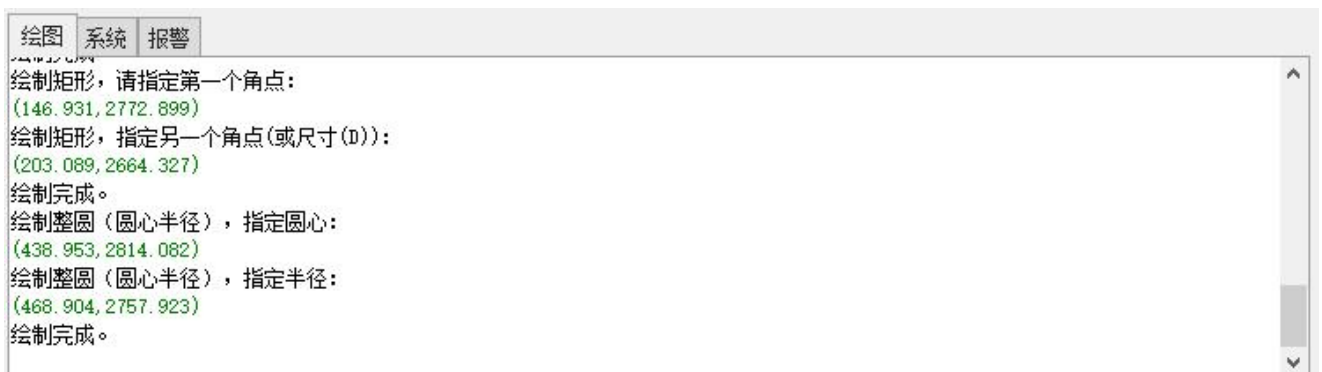 绘图 系统 报警
绘制完成
绘制矩形，请指定第一个角点：
(146.931,2772.899)
绘制矩形，指定另一个角点(或尺寸(D))：
(203.089,2664.327)
绘制完成。
绘制整圆（圆心半径），指定圆心：
(438.953,2814.082)
绘制整圆（圆心半径），指定半径：
(468.904,2757.923)
绘制完成。